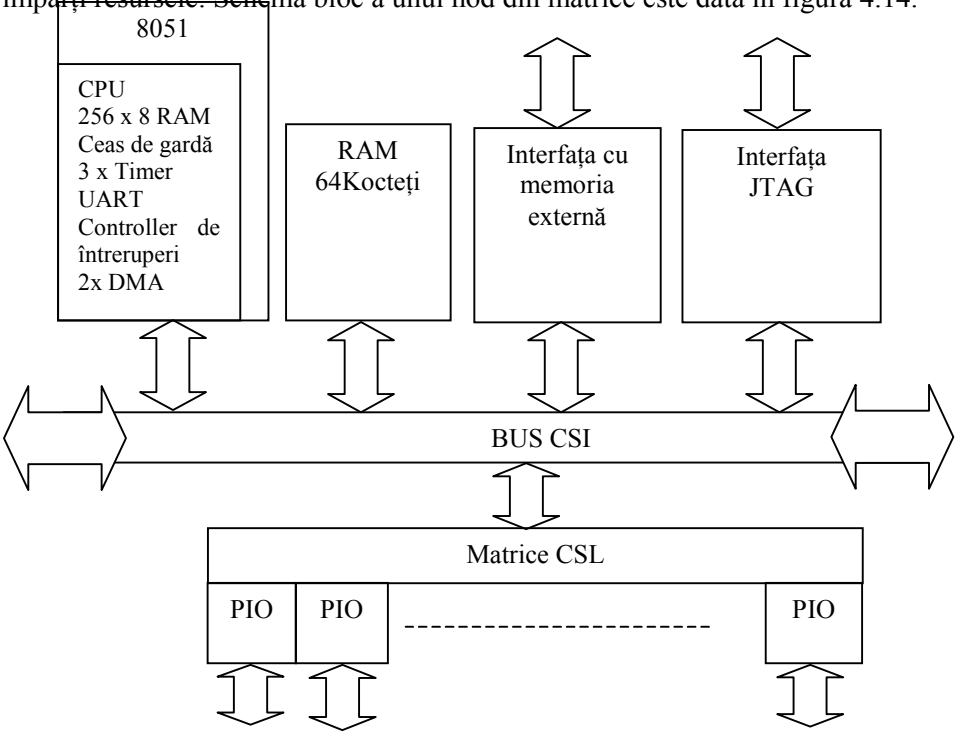 împărți resursele. Schema bloc a unui nod din matrice este dată în figura 4.14.
8051
CPU
256 x 8 RAM
Ceas de gardă
3 x Timer
UART
Controller de
întreruperi
2x DMA
RAM
64Kocteți
Interfața cu
memoria
externă
Interfața
JTAG
BUS CSI
Matrice CSL
PIO PIO PIO